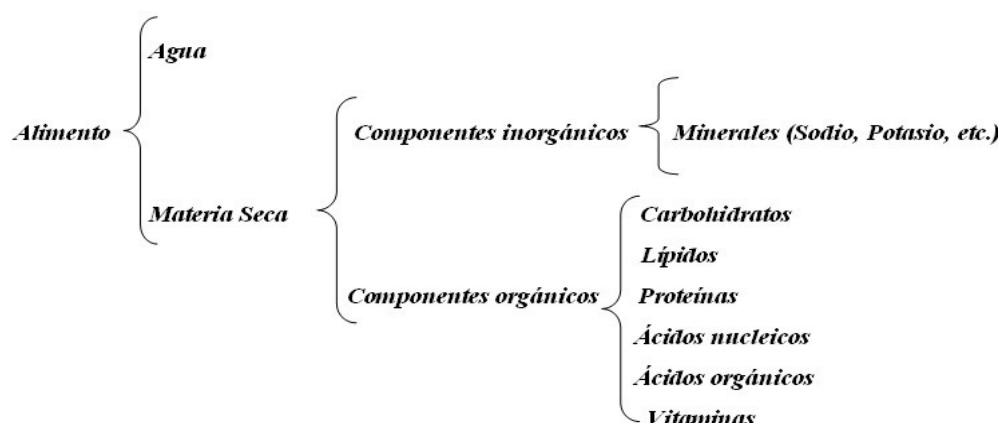 Agua
Alimento
Componentes inorgánicos
Minerales (Sodio, Potasio, etc.)
Materia Seca
Carbohidratos
Lípidos
Componentes orgánicos
Proteínas
Ácidos nucleicos
Ácidos orgánicos
Vitaminas